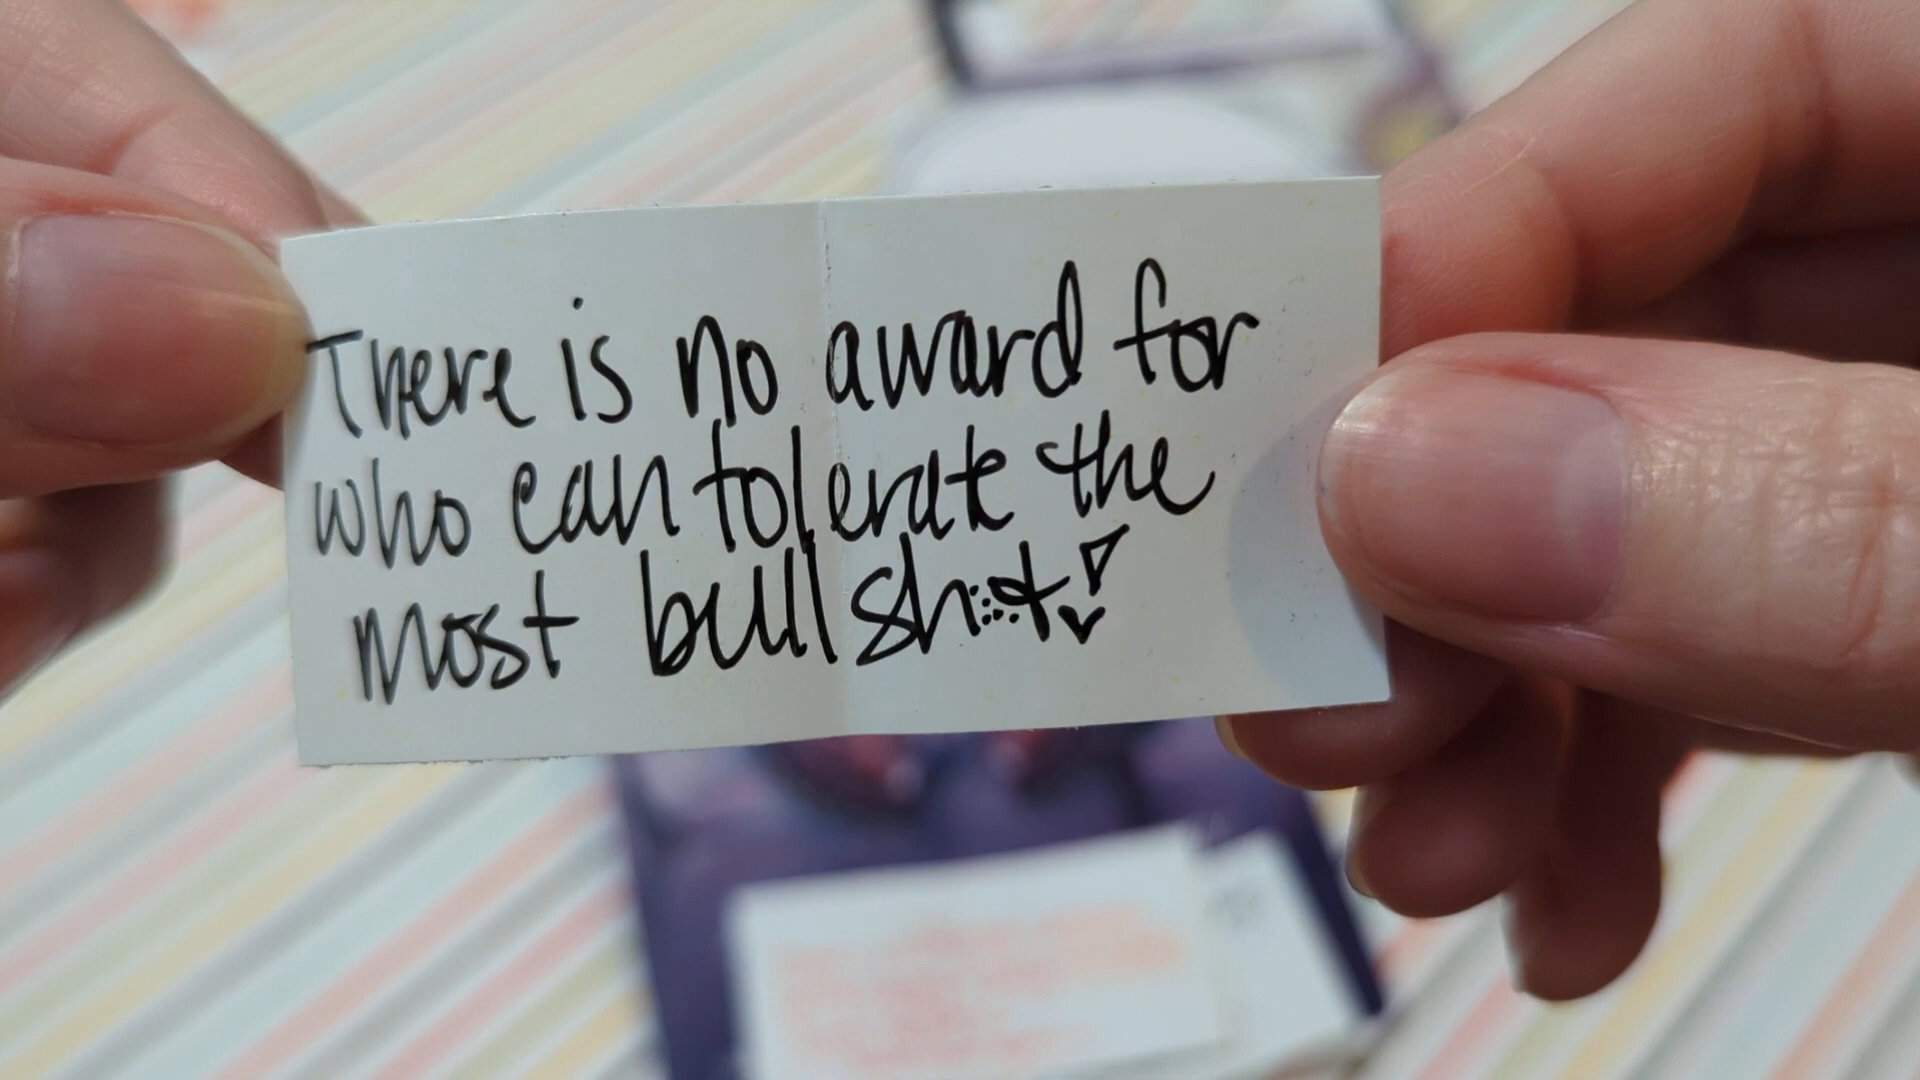 There is no award for
who can tolerate the
most bullsh*t!